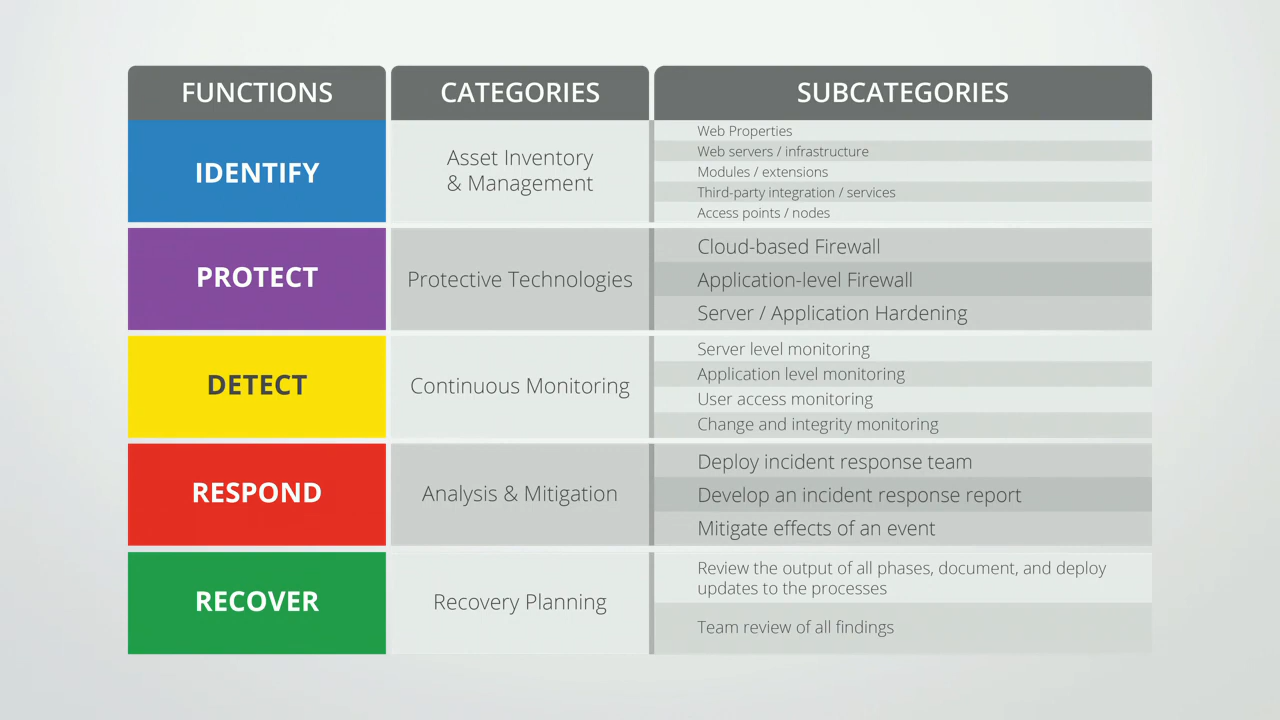 FUNCTIONS
CATEGORIES
SUBCATEGORIES
IDENTIFY
Asset Inventory
& Management
Web Properties
Web servers / infrastructure
Modules / extensions
Third-party integration / services
Access points / nodes
PROTECT
Protective Technologies
Cloud-based Firewall
Application-level Firewall
Server / Application Hardening
DETECT
Continuous Monitoring
Server level monitoring
Application level monitoring
User access monitoring
Change and integrity monitoring
RESPOND
Analysis & Mitigation
Deploy incident response team
Develop an incident response report
Mitigate effects of an event
RECOVER
Recovery Planning
Review the output of all phases, document, and deploy
updates to the processes
Team review of all findings